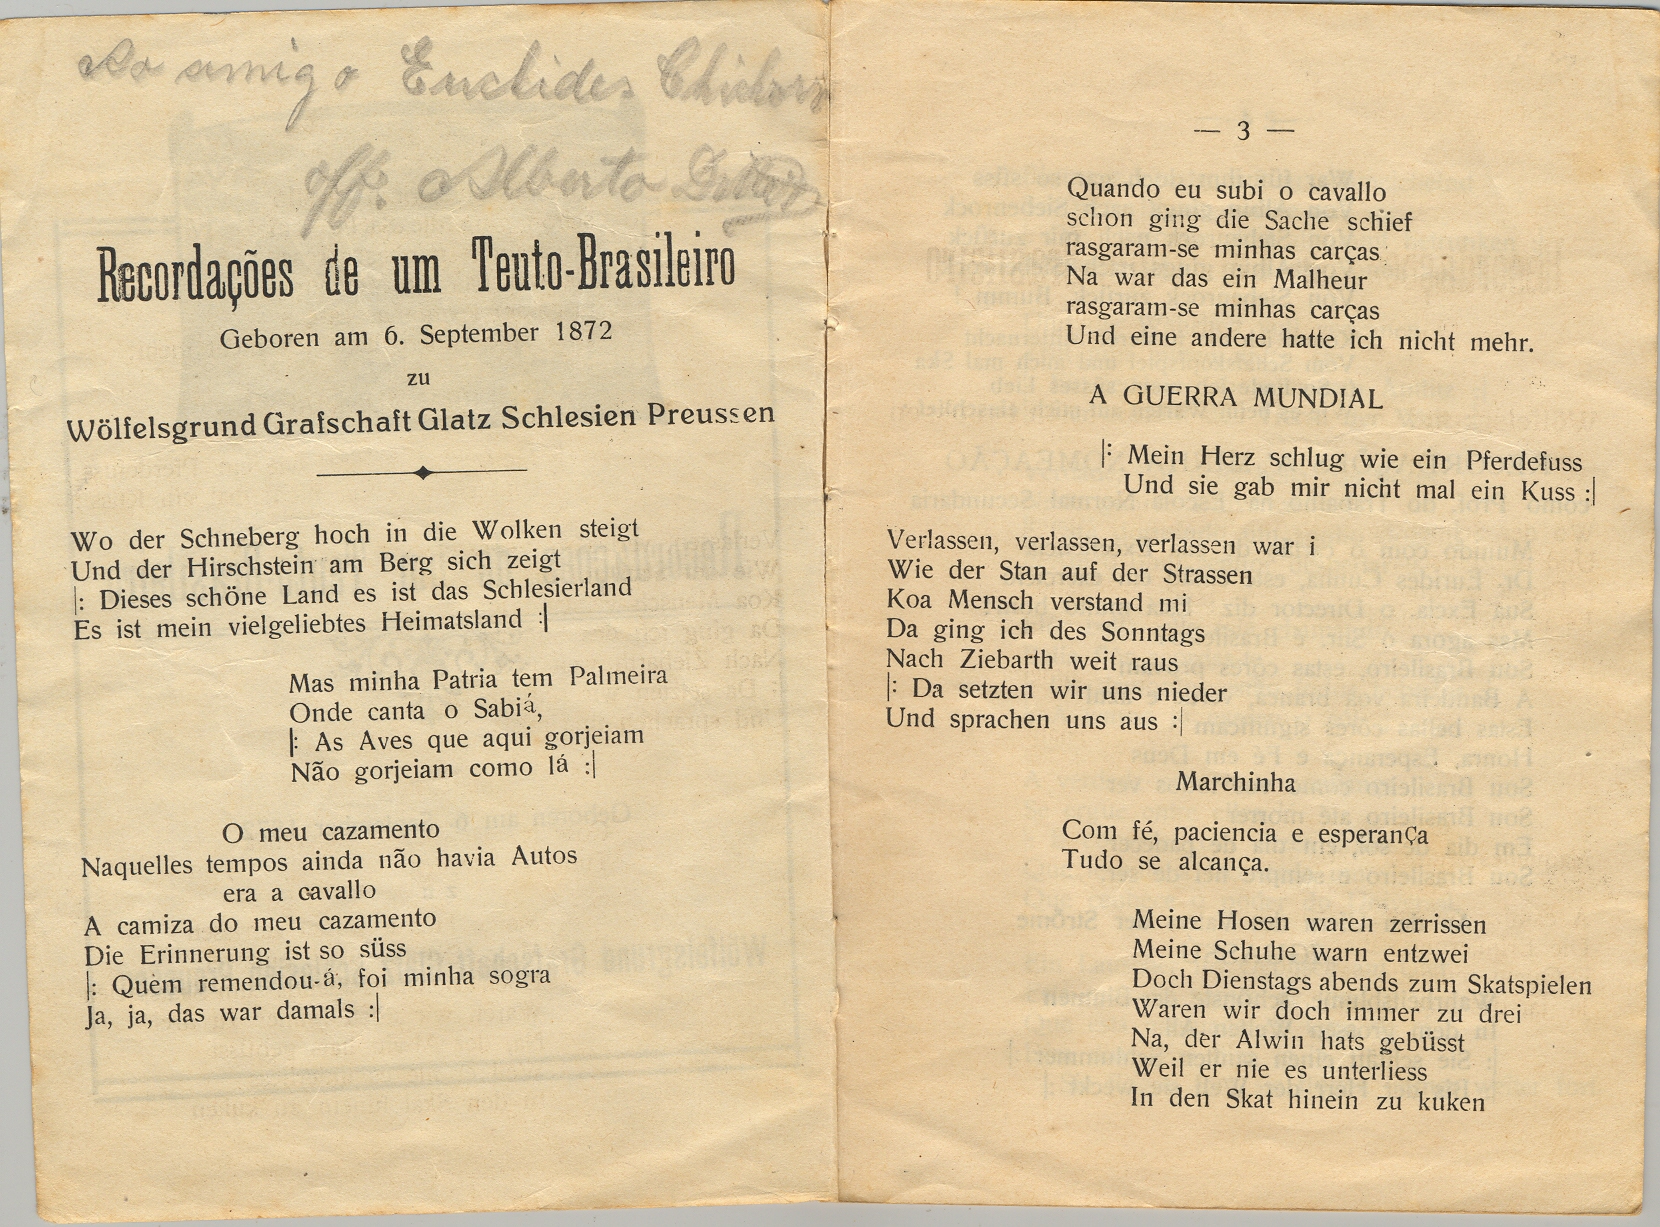 Ao amigo Euclides
off. Alberto
Recordações de um Teuto-Brasileiro
Geboren am 6. September 1872
zu
Wölfelsgrund Grafschaft Glatz Schlesien Preussen
Wo der Schneberg hoch in die Wolken steigt
Und der Hirschstein am Berg sich zeigt
|: Dieses schöne Land es ist das Schlesierland
Es ist mein vielgeliebtes Heimatsland :|
Mas minha Patria tem Palmeira
Onde canta o Sabiá,
|: As Aves que aqui gorjeiam
Não gorjeiam como lá :|
O meu cazamento
Naquelles tempos ainda não havia Autos
era a cavallo
A camiza do meu cazamento
Die Erinnerung ist so süss
|: Quem remendou-á, foi minha sogra
Ja, ja, das war damals :|
— 3 —
Quando eu subi o cavallo
schon ging die Sache schief
rasgaram-se minhas carças
Na war das ein Malheur
rasgaram-se minhas carças
Und eine andere hatte ich nicht mehr.
A GUERRA MUNDIAL
|: Mein Herz schlug wie ein Pferdefuss
Und sie gab mir nicht mal ein Kuss :|
Verlassen, verlassen, verlassen war i
Wie der Stan auf der Strassen
Koa Mensch verstand mi
Da ging ich des Sonntags
Nach Ziebarth weit raus
|: Da setzten wir uns nieder
Und sprachen uns aus :|
Marchinha
Com fé, paciencia e esperança
Tudo se alcança.
Meine Hosen waren zerrissen
Meine Schuhe warn entzwei
Doch Dienstags abends zum Skatspielen
Waren wir doch immer zu drei
Na, der Alwin hats gebüsst
Weil er nie es unterliess
In den Skat hinein zu kuken